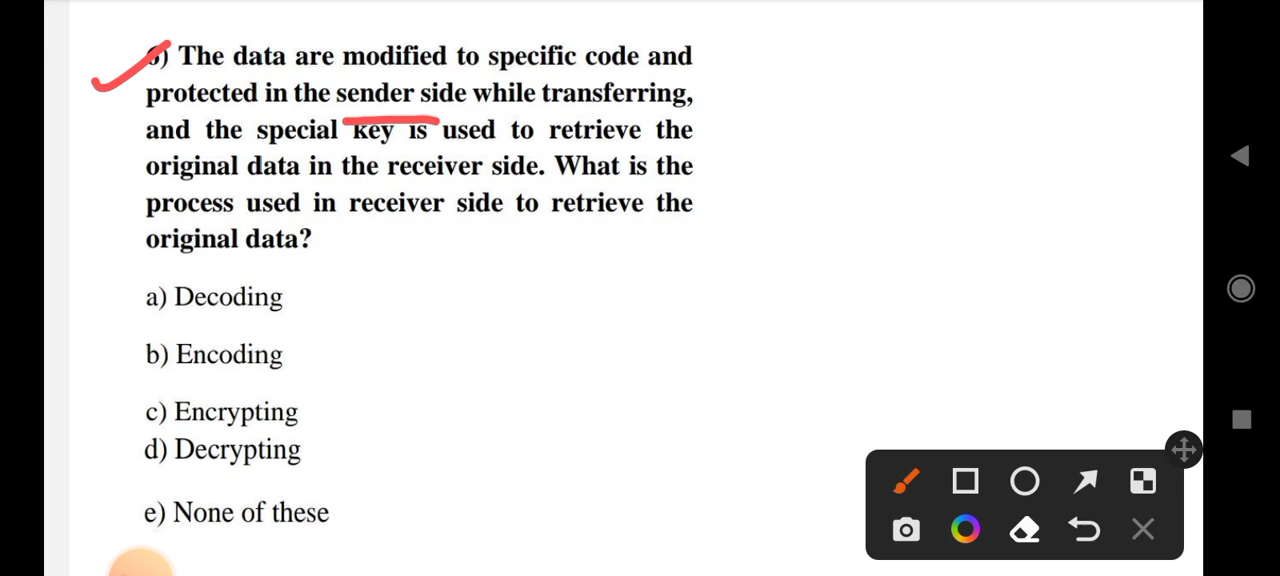 6) The data are modified to specific code and
protected in the sender side while transferring,
and the special key is used to retrieve the
original data in the receiver side. What is the
process used in receiver side to retrieve the
original data?
a) Decoding
b) Encoding
c) Encrypting
d) Decrypting
e) None of these